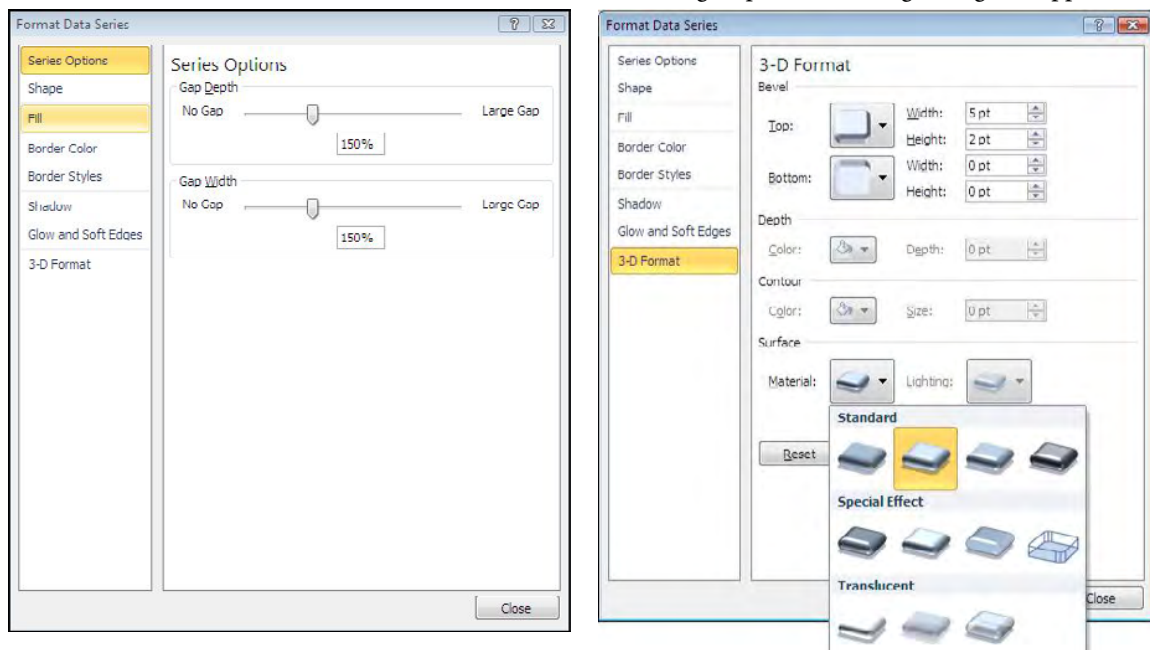 Format Data Series
Series Options
Shape
Fill
Border Color
Border Styles
Shadow
Glow and Soft Edges
3-D Format
Series Options
Gap Depth
No Gap Large Gap
150%
Gap Width
No Gap Large Gap
150%
Close
Format Data Series
Series Options
Shape
Fill
Border Color
Border Styles
Shadow
Glow and Soft Edges
3-D Format
3-D Format
Bevel
Top: Width: 5 pt
Height: 2 pt
Bottom: Width: 0 pt
Height: 0 pt
Depth
Color: Depth: 0 pt
Contour
Color: Size: 0 pt
Surface
Material: Lighting:
Standard
Reset
Special Effect
Translucent
Close